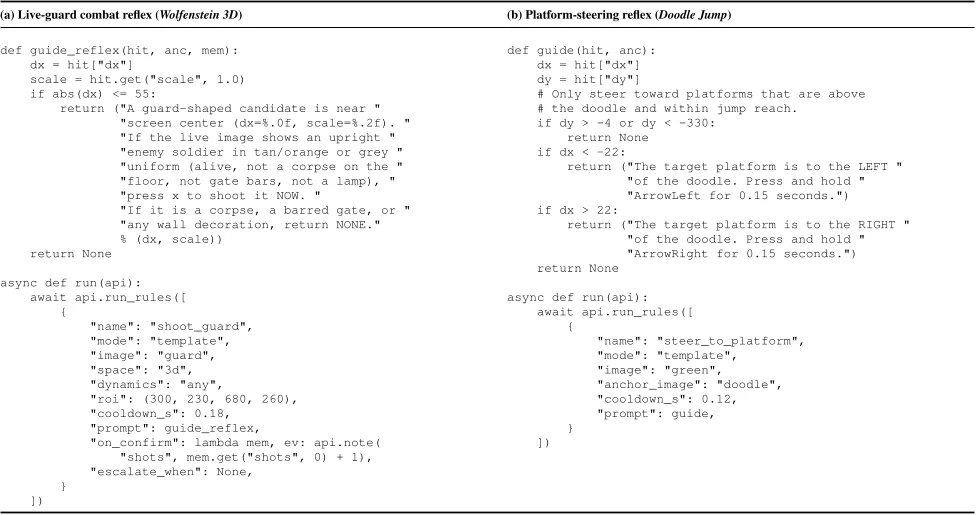 (a) Live-guard combat reflex (Wolfenstein 3D)
def guide_reflex(hit, anc, mem):
    dx = hit["dx"]
    scale = hit.get("scale", 1.0)
    if abs(dx) <= 55:
        return ("A guard-shaped candidate is near "
                "screen center (dx=%.0f, scale=%.2f). "
                "If the live image shows an upright "
                "enemy soldier in tan/orange or grey "
                "uniform (alive, not a corpse on the "
                "floor, not gate bars, not a lamp), "
                "press x to shoot it NOW. "
                "If it is a corpse, a barred gate, or "
                "any wall decoration, return NONE."
                % (dx, scale))
    return None
async def run(api):
    await api.run_rules([
        {
            "name": "shoot_guard",
            "mode": "template",
            "image": "guard",
            "space": "3d",
            "dynamics": "any",
            "roi": (300, 230, 680, 260),
            "cooldown_s": 0.18,
            "prompt": guide_reflex,
            "on_confirm": lambda mem, ev: api.note(
                "shots", mem.get("shots", 0) + 1),
            "escalate_when": None,
        }
    ])
(b) Platform-steering reflex (Doodle Jump)
def guide(hit, anc):
    dx = hit["dx"]
    dy = hit["dy"]
    # Only steer toward platforms that are above
    # the doodle and within jump reach.
    if dy > -4 or dy < -330:
        return None
    if dx < -22:
        return ("The target platform is to the LEFT "
                "of the doodle. Press and hold "
                "ArrowLeft for 0.15 seconds.")
    if dx > 22:
        return ("The target platform is to the RIGHT "
                "of the doodle. Press and hold "
                "ArrowRight for 0.15 seconds.")
    return None
async def run(api):
    await api.run_rules([
        {
            "name": "steer_to_platform",
            "mode": "template",
            "image": "green",
            "anchor_image": "doodle",
            "cooldown_s": 0.12,
            "prompt": guide,
        }
    ])